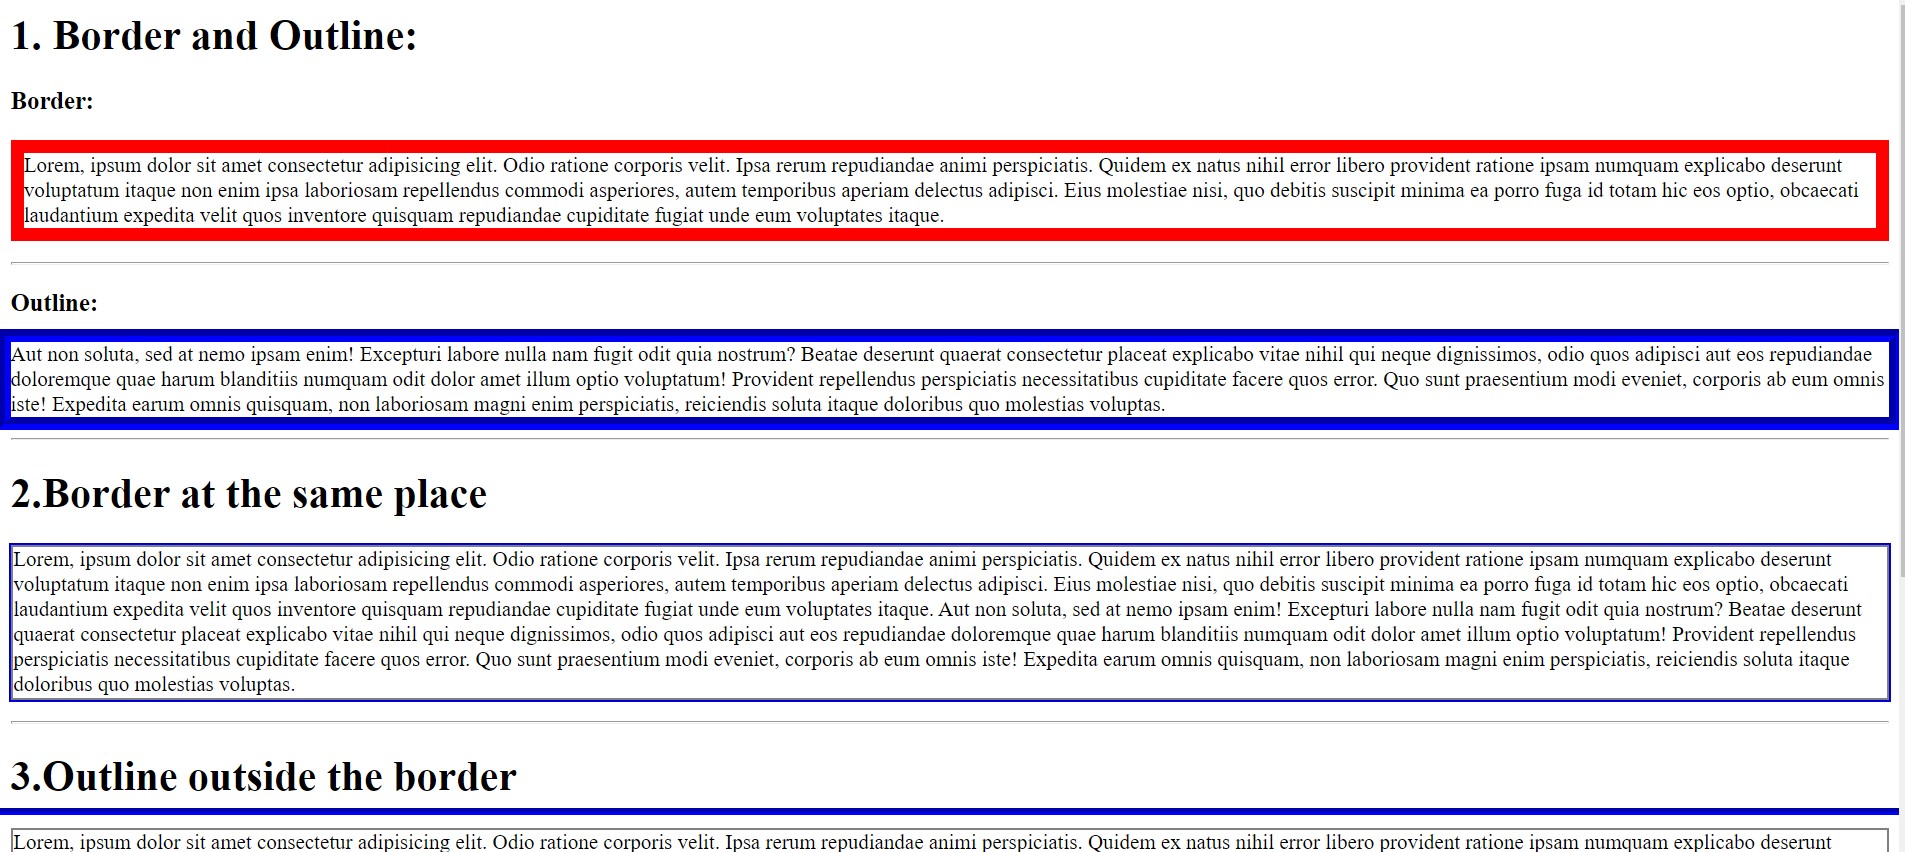 1. Border and Outline:
Border:
Lorem, ipsum dolor sit amet consectetur adipisicing elit. Odio ratione corporis velit. Ipsa rerum repudiandae animi perspiciatis. Quidem ex natus nihil error libero provident ratione ipsam numquam explicabo deserunt
voluptatum itaque non enim ipsa laboriosam repellendus commodi asperiores, autem temporibus aperiam delectus adipisci. Eius molestiae nisi, quo debitis suscipit minima ea porro fuga id totam hic eos optio, obcaecati
laudantium expedita velit quos inventore quisquam repudiandae cupiditate fugiat unde eum voluptates itaque.
Outline:
Aut non soluta, sed at nemo ipsam enim! Excepturi labore nulla nam fugit odit quia nostrum? Beatae deserunt quaerat consectetur placeat explicabo vitae nihil qui neque dignissimos, odio quos adipisci aut eos repudiandae
doloremque quae harum blanditiis numquam odit dolor amet illum optio voluptatum! Provident repellendus perspiciatis necessitatibus cupiditate facere quos error. Quo sunt praesentium modi eveniet, corporis ab eum omnis
iste! Expedita earum omnis quisquam, non laboriosam magni enim perspiciatis, reiciendis soluta itaque doloribus quo molestias voluptas.
2.Border at the same place
Lorem, ipsum dolor sit amet consectetur adipisicing elit. Odio ratione corporis velit. Ipsa rerum repudiandae animi perspiciatis. Quidem ex natus nihil error libero provident ratione ipsam numquam explicabo deserunt
voluptatum itaque non enim ipsa laboriosam repellendus commodi asperiores, autem temporibus aperiam delectus adipisci. Eius molestiae nisi, quo debitis suscipit minima ea porro fuga id totam hic eos optio, obcaecati
laudantium expedita velit quos inventore quisquam repudiandae cupiditate fugiat unde eum voluptates itaque. Aut non soluta, sed at nemo ipsam enim! Excepturi labore nulla nam fugit odit quia nostrum? Beatae deserunt
quaerat consectetur placeat explicabo vitae nihil qui neque dignissimos, odio quos adipisci aut eos repudiandae doloremque quae harum blanditiis numquam odit dolor amet illum optio voluptatum! Provident repellendus
perspiciatis necessitatibus cupiditate facere quos error. Quo sunt praesentium modi eveniet, corporis ab eum omnis iste! Expedita earum omnis quisquam, non laboriosam magni enim perspiciatis, reiciendis soluta itaque
doloribus quo molestias voluptas.
3.Outline outside the border
Lorem, ipsum dolor sit amet consectetur adipisicing elit. Odio ratione corporis velit. Ipsa rerum repudiandae animi perspiciatis. Quidem ex natus nihil error libero provident ratione ipsam numquam explicabo deserunt